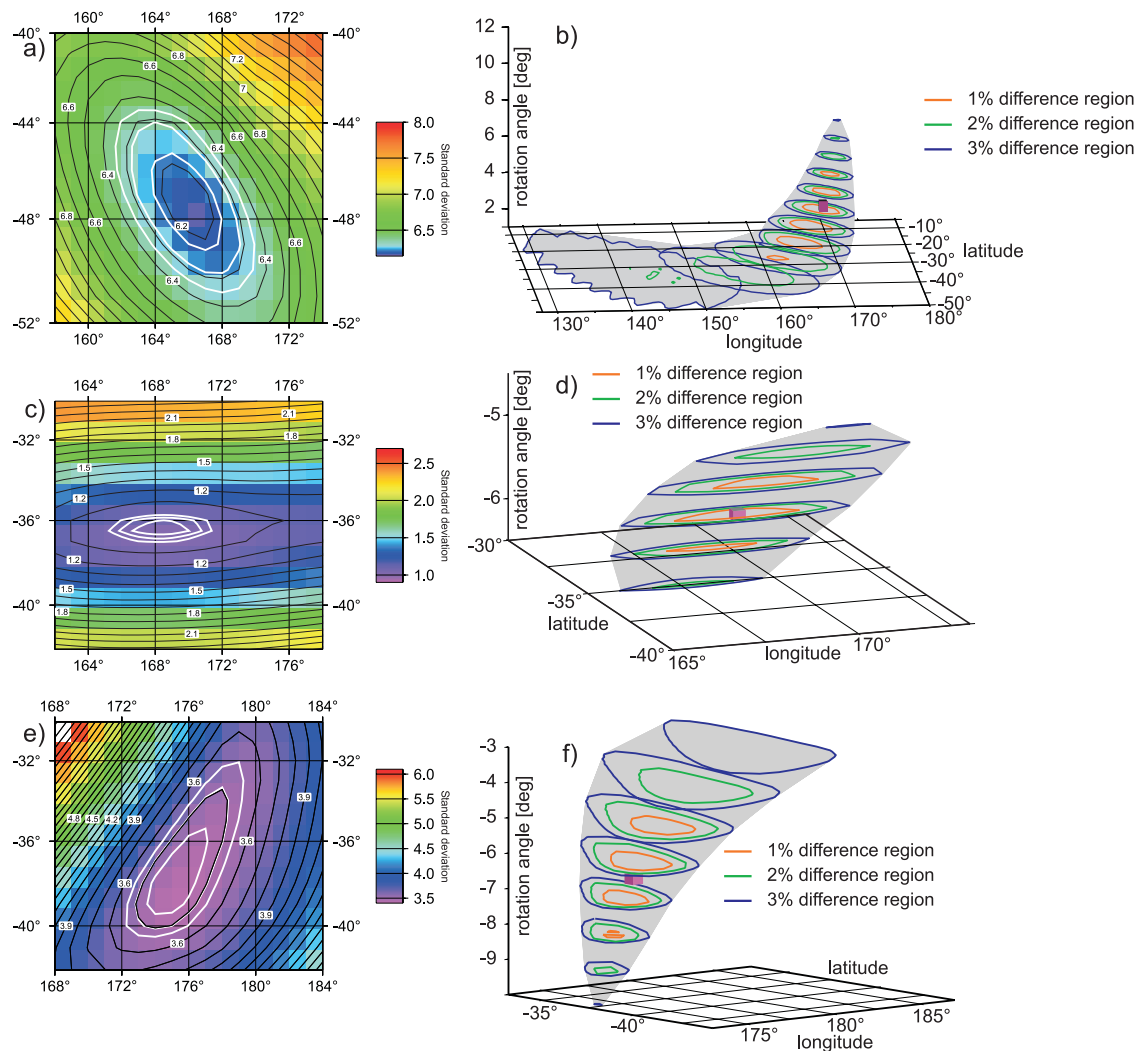 160° 164° 168° 172°
a)
-40° -40°
-44° -44°
-48° -48°
-52° -52°
6.8 7.2
6.6 7
6.6 6.8
6.6 6.6
6.4 6.4
6.8 6.2 6.6
6.4
6.4
160° 164° 168° 172°
8.0
7.5
7.0
6.5
Standard deviation
b)
rotation angle [deg]
12
10
8
6
4
2
1% difference region
2% difference region
3% difference region
-10°
-20°
-30°
-40°
-50°
latitude
130° 140° 150° 160° 170° 180°
longitude
c)
164° 168° 172° 176°
-32° -32°
-36° -36°
-40° -40°
2.1
1.8 1.8
1.5 1.5
1.2 1.2
1.2 1.2
1.5 1.5
1.8 1.8
2.1 2.1
164° 168° 172° 176°
2.5
2.0
1.5
1.0
Standard deviation
d)
rotation angle [deg]
-5
-6
1% difference region
2% difference region
3% difference region
-30°
-35°
-40°
latitude
165°
170°
longitude
e)
168° 172° 176° 180° 184°
-32° -32°
-36° -36°
-40° -40°
3.6
4.8 4.5 4.2 3.9 3.9
3.6 3.6
3.9 3.9
3.6
168° 172° 176° 180° 184°
6.0
5.5
5.0
4.5
4.0
3.5
Standard deviation
f)
rotation angle [deg]
-3
-4
-5
-6
-7
-8
-9
1% difference region
2% difference region
3% difference region
latitude
-35°
-40°
175°
180°
185°
longitude